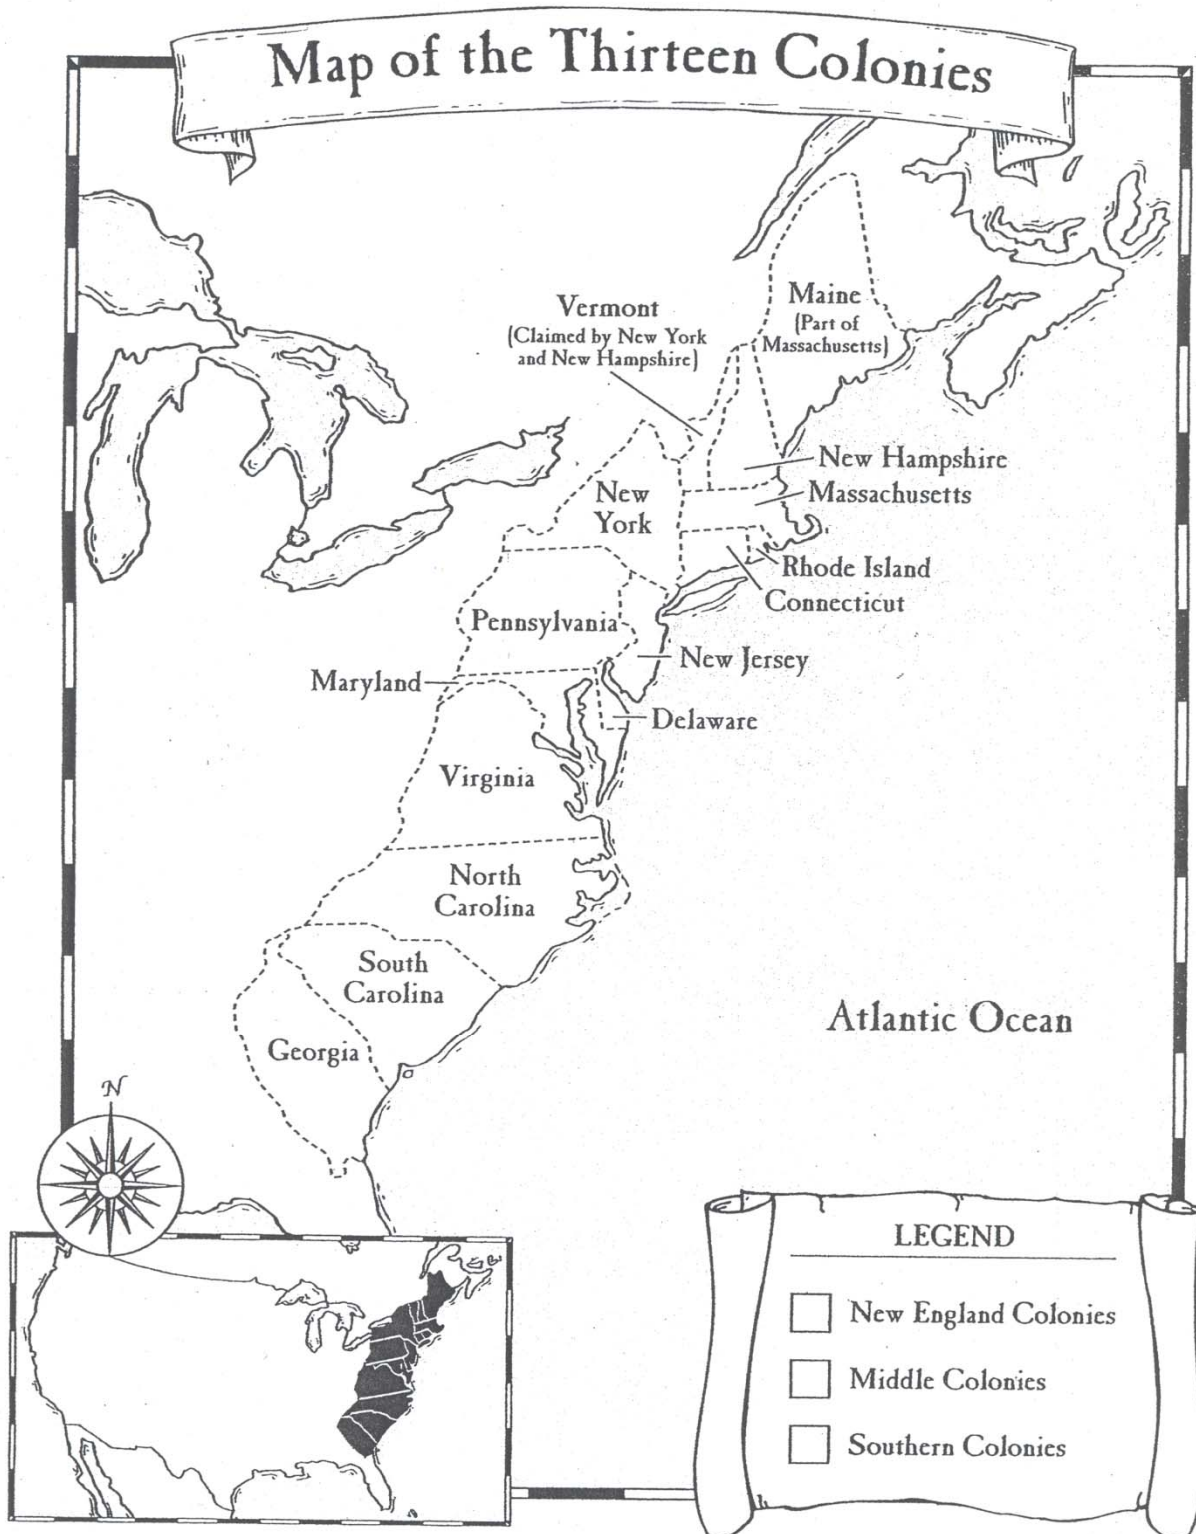 Map of the Thirteen Colonies
Vermont
(Claimed by New York
and New Hampshire)
Maine
(Part of
Massachusetts)
New Hampshire
Massachusetts
New
York
Rhode Island
Connecticut
Pennsylvania
New Jersey
Maryland
Delaware
Virginia
North
Carolina
South
Carolina
Georgia
Atlantic Ocean
N
LEGEND
New England Colonies
Middle Colonies
Southern Colonies